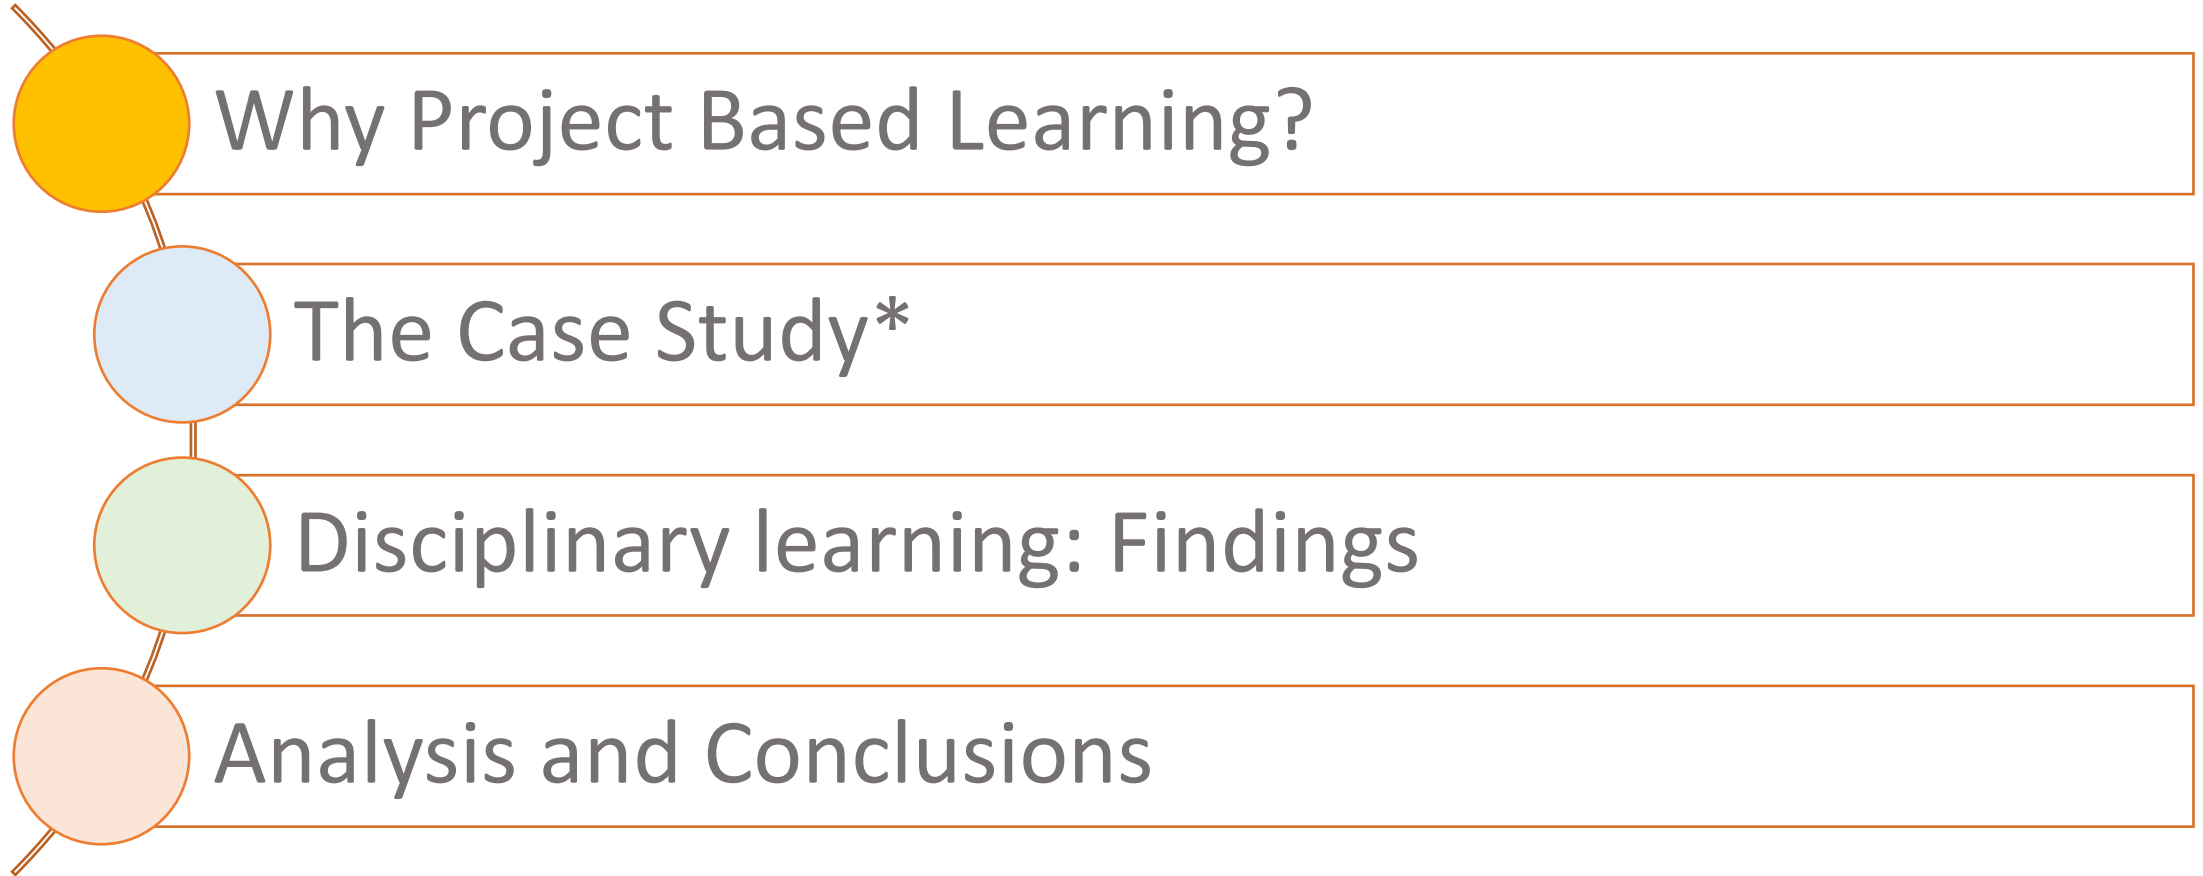 Why Project Based Learning?
The Case Study*
Disciplinary learning: Findings
Analysis and Conclusions